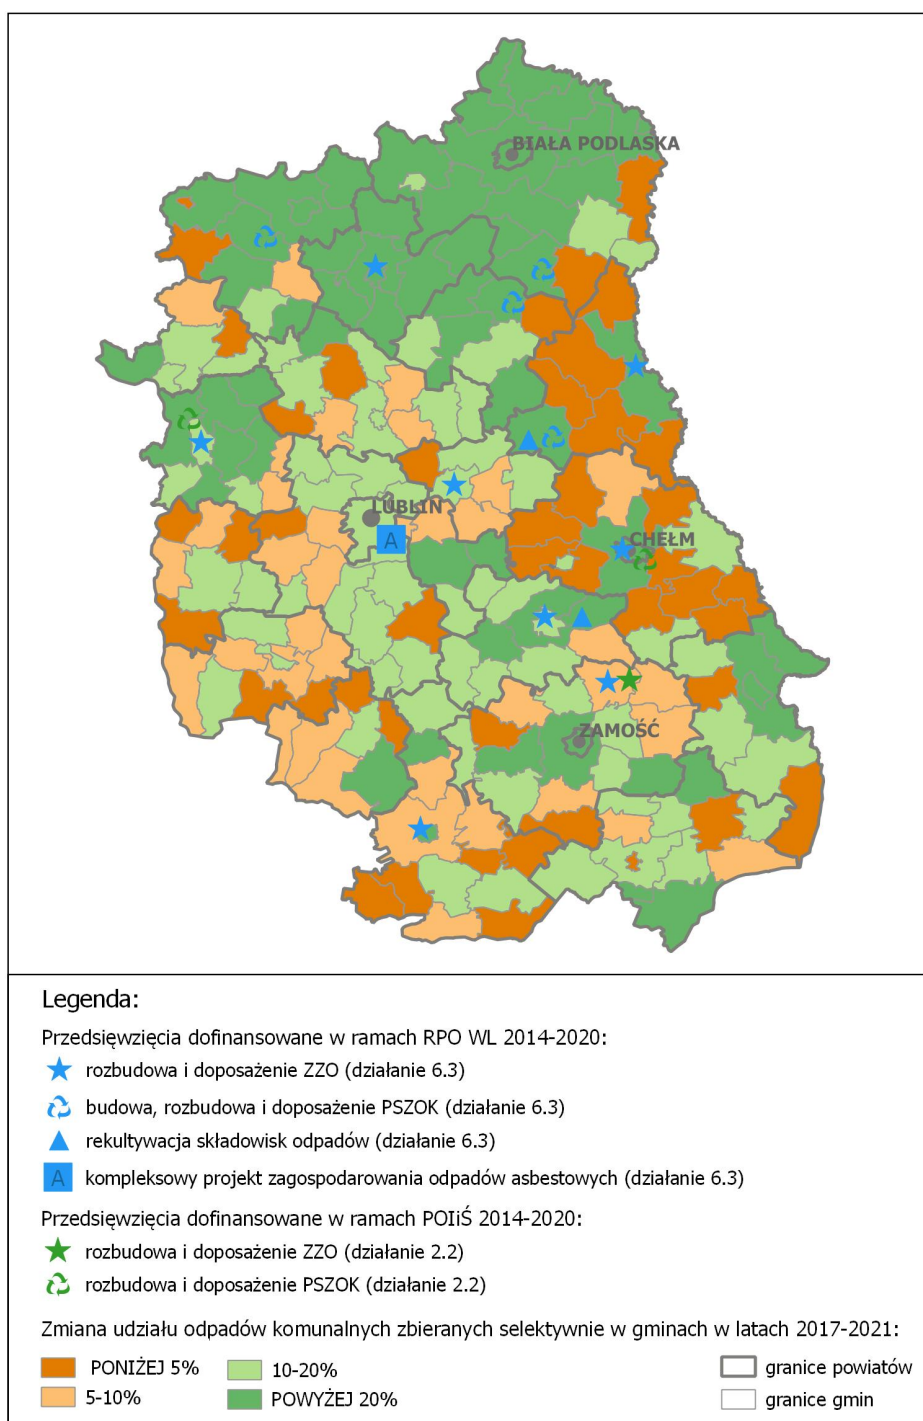 BIAŁA PODLASKA
LUBLIN
A
CHEŁM
ZAMOŚĆ
Legenda:
Przedsięwzięcia dofinansowane w ramach RPO WL 2014-2020:
rozbudowa i doposażenie ZZO (działanie 6.3)
budowa, rozbudowa i doposażenie PSZOK (działanie 6.3)
rekultywacja składowisk odpadów (działanie 6.3)
A kompleksowy projekt zagospodarowania odpadów asbestowych (działanie 6.3)
Przedsięwzięcia dofinansowane w ramach POIiŚ 2014-2020:
rozbudowa i doposażenie ZZO (działanie 2.2)
rozbudowa i doposażenie PSZOK (działanie 2.2)
Zmiana udziału odpadów komunalnych zbieranych selektywnie w gminach w latach 2017-2021:
PONIŻEJ 5% 10-20% granice powiatów
5-10% POWYŻEJ 20% granice gmin